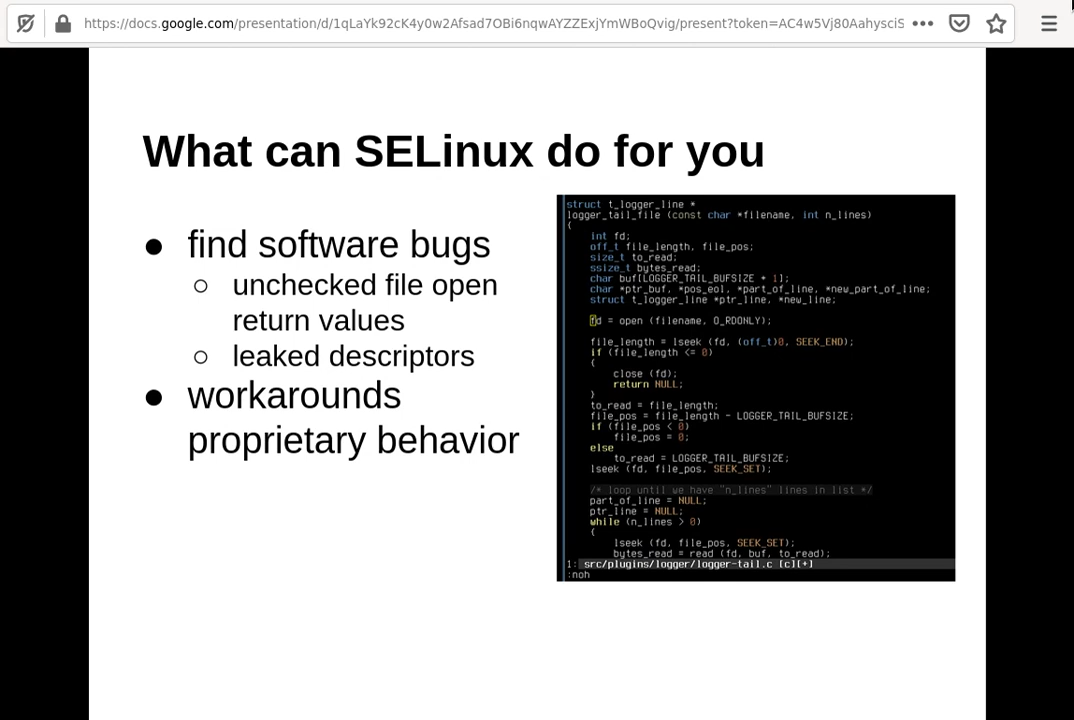 https://docs.google.com/presentation/d/1qLaYk92cK4y0w2Afsad7OBi6nqwAYZZExjYmWBoQvig/present?token=AC4w5Vj80AahysciS
What can SELinux do for you
● find software bugs
○ unchecked file open
return values
○ leaked descriptors
● workarounds
proprietary behavior
struct t_logger_line *
logger_tail_file (const char *filename, int n_lines)
{
int fd;
off_t file_length, file_pos;
size_t to_read;
ssize_t bytes_read;
char buf[LOGGER_TAIL_BUFSIZE + 1];
char *ptr_buf, *pos_eol, *part_of_line, *new_part_of_line;
struct t_logger_line *ptr_line, *new_line;
fd = open (filename, O_RDONLY);
file_length = lseek (fd, (off_t)0, SEEK_END);
if (file_length <= 0)
{
close (fd);
return NULL;
}
to_read = file_length;
file_pos = file_length - LOGGER_TAIL_BUFSIZE;
if (file_pos < 0)
file_pos = 0;
else
to_read = LOGGER_TAIL_BUFSIZE;
lseek (fd, file_pos, SEEK_SET);
/* loop until we have "n_lines" lines in list */
part_of_line = NULL;
ptr_line = NULL;
while (n_lines > 0)
{
lseek (fd, file_pos, SEEK_SET);
bytes_read = read (fd, buf, to_read);
1: src/plugins/logger/logger-tail.c [c][+]
:noh